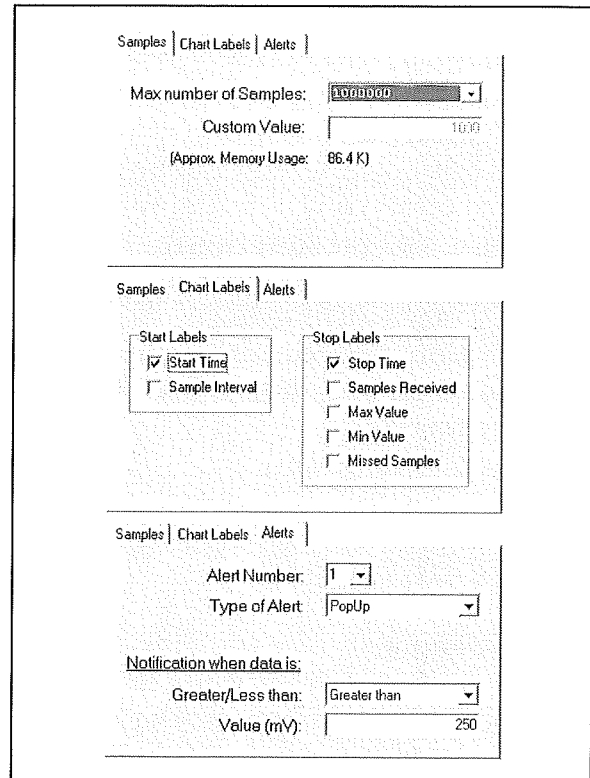 Samples Chart Labels Alerts
Max number of Samples: 1000000
Custom Value: 1000
(Approx. Memory Usage: 86.4 K)
Samples Chart Labels Alerts
Start Labels
Start Time
Sample Interval
Stop Labels
Stop Time
Samples Received
Max Value
Min Value
Missed Samples
Samples Chart Labels Alerts
Alert Number: 1
Type of Alert PopUp
Notification when data is:
Greater/Less than: Greater than
Value (mV): 250